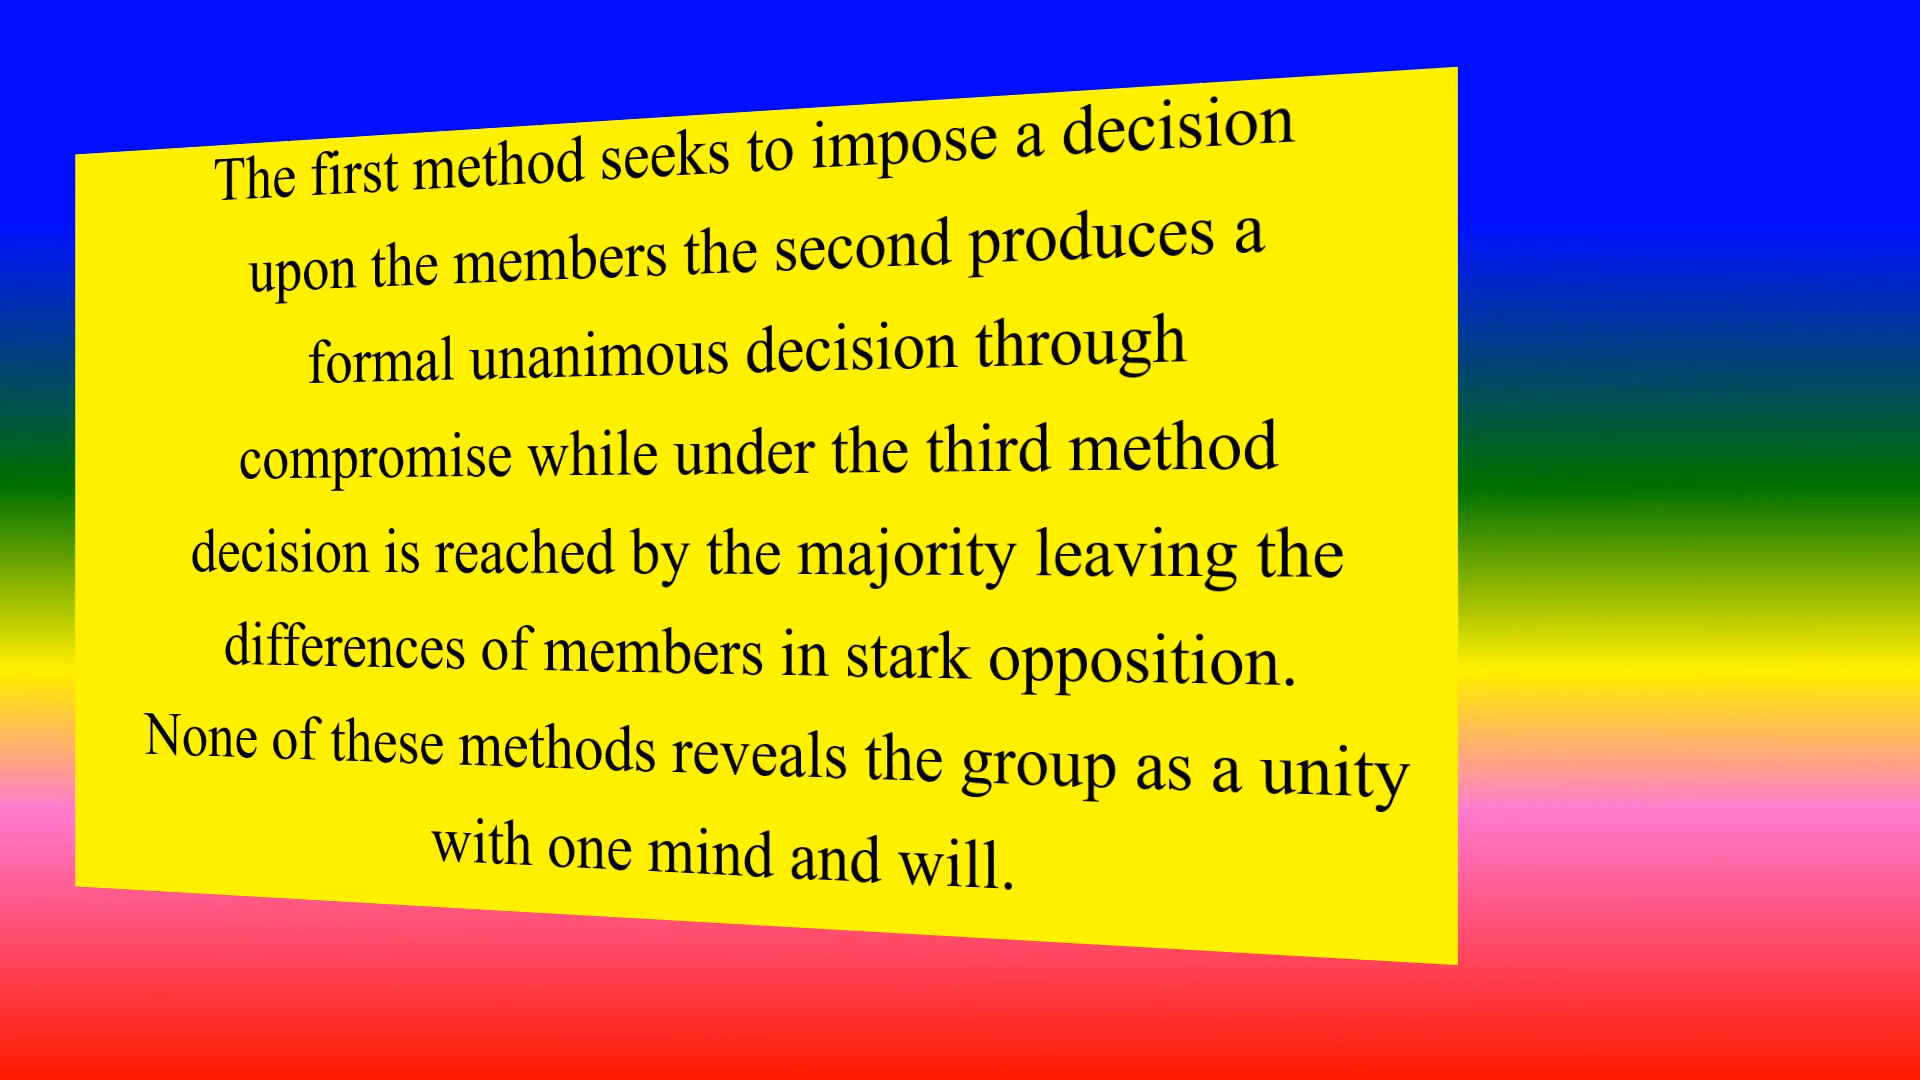 The first method seeks to impose a decision
upon the members the second produces a
formal unanimous decision through
compromise while under the third method
decision is reached by the majority leaving the
differences of members in stark opposition.
None of these methods reveals the group as a unity
with one mind and will.